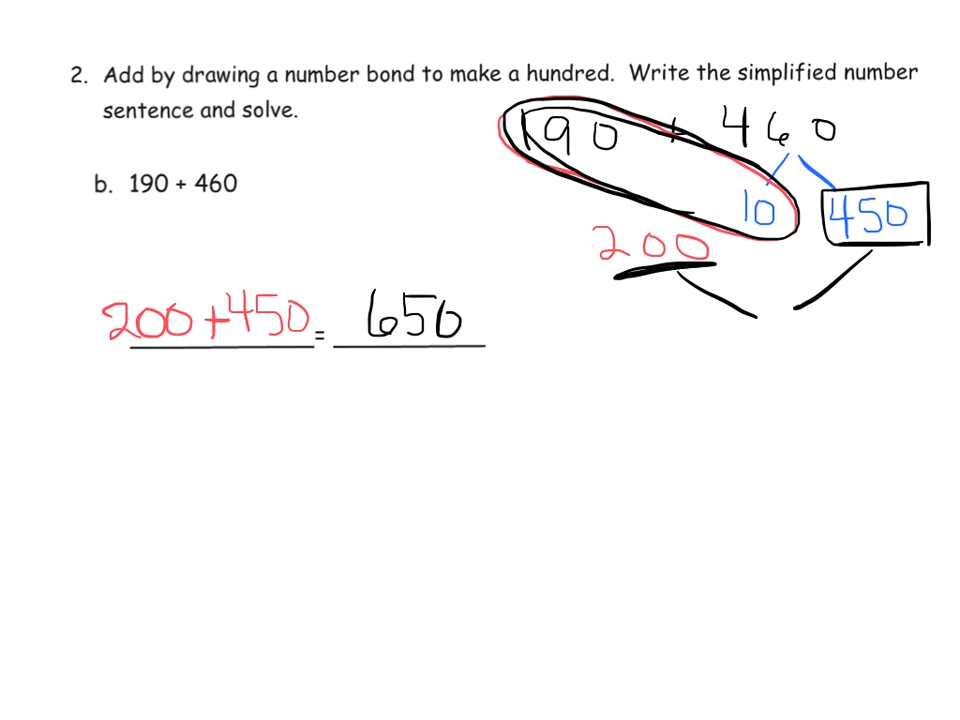 2. Add by drawing a number bond to make a hundred. Write the simplified number
sentence and solve.
190 + 460
b. 190 + 460
10 450
200
200 + 450 = 650